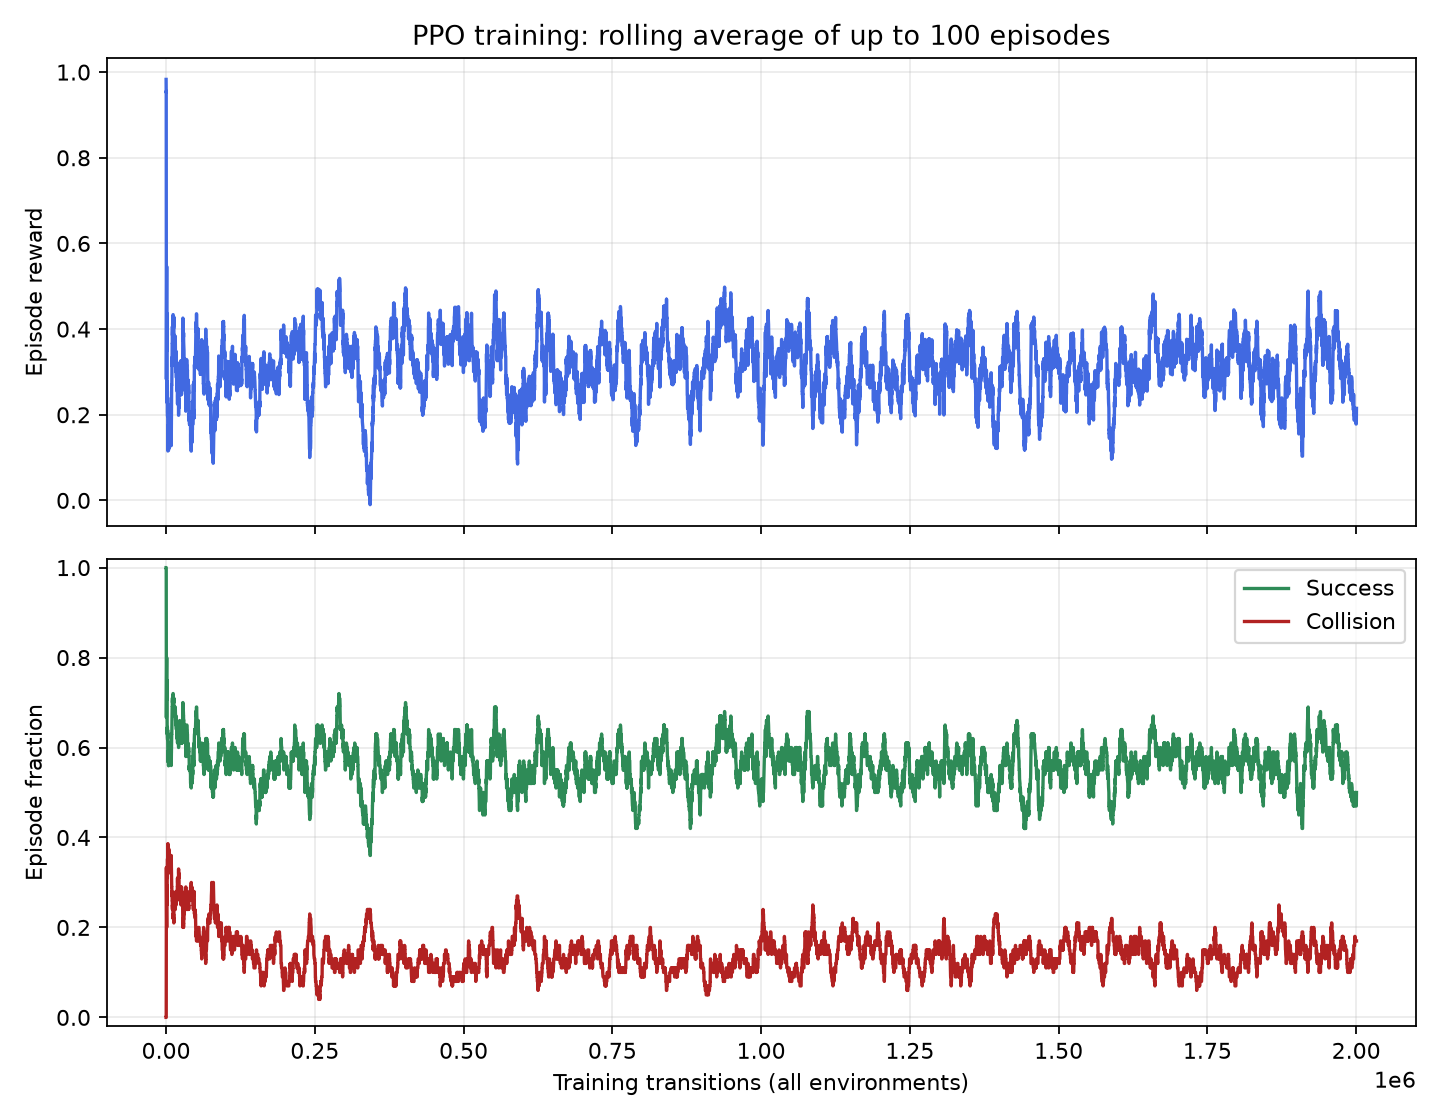 PPO training: rolling average of up to 100 episodes
Episode reward
1.0
0.8
0.6
0.4
0.2
0.0
Episode fraction
1.0
0.8
0.6
0.4
0.2
0.0
Success
Collision
0.00 0.25 0.50 0.75 1.00 1.25 1.50 1.75 2.00
1e6
Training transitions (all environments)